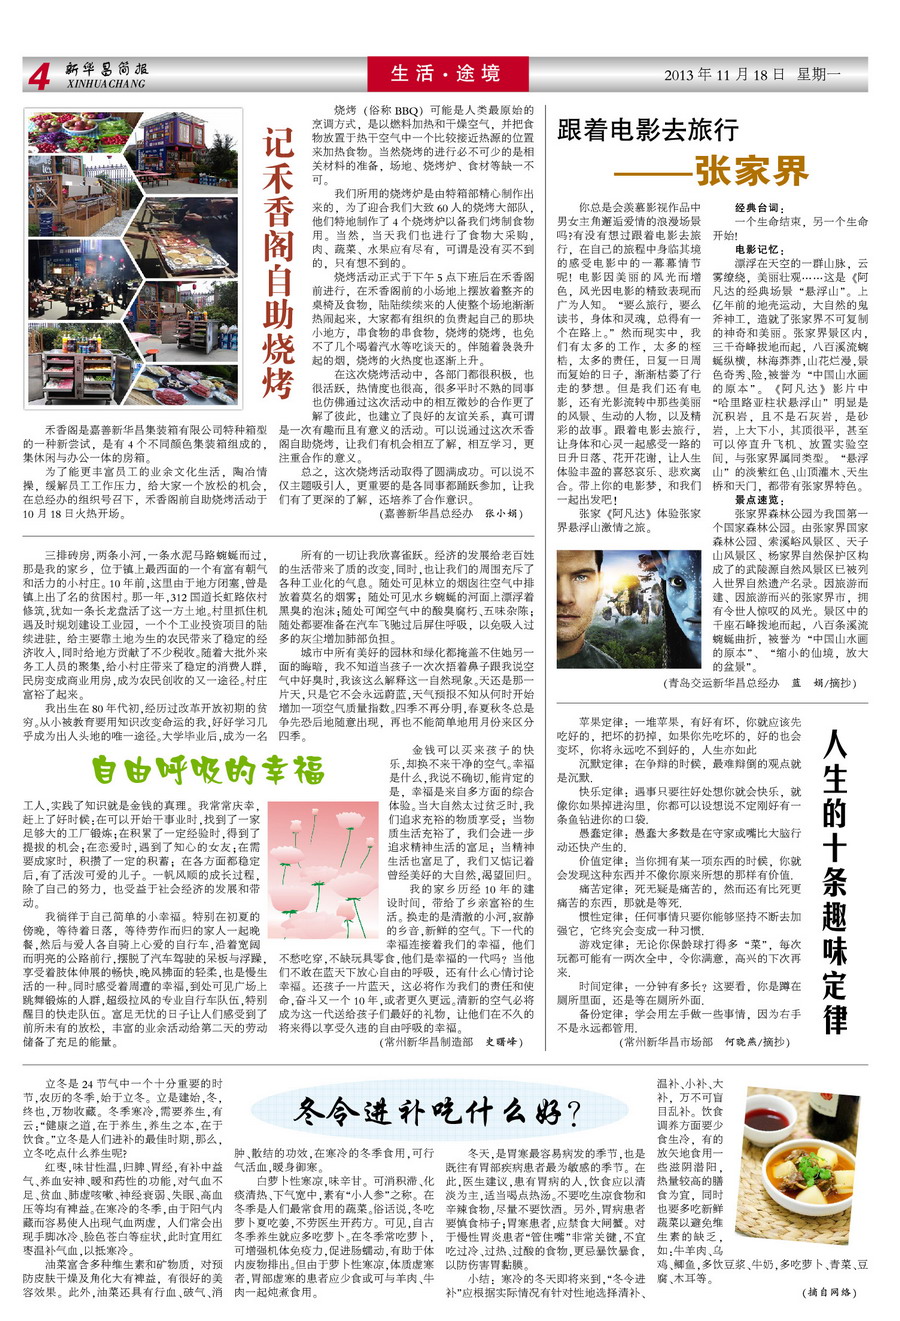 4
新华昌简报
XINHUACHANG
生活·途境
2013 年 11 月 18 日 星期一
记禾香阁自助烧烤
禾香阁是嘉善新华昌集装箱有限公司特种箱型
的一种新尝试，是有 4 个不同颜色集装箱组成的，
集休闲与办公一体的房箱。
为了能更丰富员工的业余文化生活，陶冶情
操，缓解员工工作压力，给大家一个放松的机会，
在总经办的组织号召下，禾香阁前自助烧烤活动于
10 月 18 日火热开场。
烧烤（俗称 BBQ）可能是人类最原始的
烹调方式，是以燃料加热和干燥空气，并把食
物放置于热干空气中一个比较接近热源的位置
来加热食物。当然烧烤的进行必不可少的是相
关材料的准备，场地、烧烤炉、食材等缺一不
可。
我们所用的烧烤炉是由特箱部精心制作出
来的，为了迎合我们大致 60 人的烧烤大部队，
他们特地制作了 4 个烧烤炉以备我们烤制食物
用。当然，当天我们也进行了食物大采购，
肉、蔬菜、水果应有尽有，可谓是没有买不到
的，只有想不到的。
烧烤活动正式于下午 5 点下班后在禾香阁
前进行，在禾香阁前的小场地上摆放着整齐的
桌椅及食物，陆陆续续来的人使整个场地渐渐
热闹起来，大家都有组织的负责起自己的那块
小地方，串食物的串食物，烧烤的烧烤，也免
不了几个喝着汽水等吃谈天的。伴随着袅袅升
起的烟，烧烤的火热度也逐渐上升。
在这次烧烤活动中，各部门都很积极，也
很活跃，热情度也很高，很多平时不熟的同事
也仿佛通过这次活动中的相互微妙的合作更了
解了彼此，也建立了良好的友谊关系，真可谓
是一次有趣而且有意义的活动。可以说通过这次禾香
阁自助烧烤，让我们有机会相互了解，相互学习，更
注重合作的意义。
总之，这次烧烤活动取得了圆满成功。可以说不
仅主题吸引人，更重要的是各同事都踊跃参加，让我
们有了更深的了解，还培养了合作意识。
（嘉善新华昌总经办 张小娟）
跟着电影去旅行
——张家界
你总是会羡慕影视作品中
男女主角邂逅爱情的浪漫场景
吗?有没有想过跟着电影去旅
行，在自己的旅程中身临其境
的感受电影中的一幕幕情节
呢！电影因美丽的风光而增
色，风光因电影的精致表现而
广为人知。“要么旅行，要么
读书，身体和灵魂，总得有一
个在路上。”然而现实中，我
们有太多的工作，太多的桎
梏，太多的责任，日复一日周
而复始的日子，渐渐枯萎了行
走的梦想。但是我们还有电
影，还有光影流转中那些美丽
的风景、生动的人物，以及精
彩的故事。跟着电影去旅行，
让身体和心灵一起感受一路的
日升日落、花开花谢，让人生
体验丰盈的喜怒哀乐、悲欢离
合。带上你的电影梦，和我们
一起出发吧！
张家《阿凡达》体验张家
界悬浮山激情之旅。
经典台词：
一个生命结束，另一个生命
开始!
电影记忆：
漂浮在天空的一群山脉，云
雾缭绕，美丽壮观……这是《阿
凡达的经典场景“悬浮山”。上
亿年前的地壳运动，大自然的鬼
斧神工，造就了张家界不可复制
的神奇和美丽。张家界景区内，
三千奇峰拔地而起，八百溪流蜿
蜒纵横，林海莽莽,山花烂漫,景
色奇秀,险,被誉为“中国山水画
的原本”。《阿凡达》影片中
“哈里路亚柱状悬浮山”明显是
沉积岩，且不是石灰岩，是砂
岩，上大下小，其顶很平，甚至
可以停直升飞机、放置实验空
间，与张家界属同类型。“悬浮
山”的淡紫红色、山顶灌木、天生
桥和天门，都带有张家界特色。
景点速览：
张家界森林公园为我国第一
个国家森林公园。由张家界国家
森林公园、索溪峪风景区、天子
山风景区、杨家界自然保护区构
成了的武陵源自然风景区已被列
入世界自然遗产名录。因旅游而
建、因旅游而兴的张家界市，拥
有令世人惊叹的风光。景区中的
千座石峰拔地而起，八百条溪流
蜿蜒曲折，被誉为“中国山水画
的原本”、“缩小的仙境，放大
的盆景”。
（青岛交运新华昌总经办 蓝 娟/摘抄）
三排砖房,两条小河,一条水泥马路蜿蜒而过,
那是我的家乡，位于镇上最西面的一个有富有朝气
和活力的小村庄。10 年前,这里由于地方闭塞,曾是
镇上出了名的贫困村。那一年,312 国道长虹路依村
修筑,犹如一条长龙盘活了这一方土地。村里抓住机
遇及时规划建设工业园，一个个工业投资项目的陆
续进驻，给主要靠土地为生的农民带来了稳定的经
济收入,同时给地方贡献了不少税收。随着大批外来
务工人员的聚集,给小村庄带来了稳定的消费人群,
民房变成商业用房,成为农民创收的又一途径。村庄
富裕了起来。
我出生在 80 年代初,经历过改革开放初期的贫
穷。从小被教育要用知识改变命运的我,好好学习几
乎成为出人头地的唯一途径。大学毕业后,成为一名
自由呼吸的幸福
工人,实践了知识就是金钱的真理。我常常庆幸,
赶上了好时候:在可以开始干事业时,找到了一家
足够大的工厂锻炼;在积累了一定经验时,得到了
提拔的机会;在恋爱时,遇到了知心的女友;在需
要成家时，积攒了一定的积蓄；在各方面都稳定
后,有了活泼可爱的儿子。一帆风顺的成长过程,
除了自己的努力，也受益于社会经济的发展和带
动。
我徜徉于自己简单的小幸福。特别在初夏的
傍晚，等待着日落，等待劳作而归的家人一起晚
餐,然后与爱人各自骑上心爱的自行车,沿着宽阔
而明亮的公路前行,摆脱了汽车驾驶的呆板与浮躁,
享受着肢体伸展的畅快,晚风拂面的轻柔,也是慢生
活的一种。同时感受着周遭的幸福,到处可见广场上
跳舞锻炼的人群,超级拉风的专业自行车队伍,特别
醒目的快走队伍。富足无忧的日子让人们感受到了
前所未有的放松，丰富的业余活动给第二天的劳动
储备了充足的能量。
所有的一切让我欣喜雀跃。经济的发展给老百姓
的生活带来了质的改变,同时,也让我们的周围充斥了
各种工业化的气息。随处可见林立的烟囱往空气中排
放着莫名的烟雾；随处可见水乡蜿蜒的河面上漂浮着
黑臭的泡沫;随处可闻空气中的酸臭腐朽、五味杂陈;
随处都要准备在汽车飞驰过后屏住呼吸，以免吸入过
多的灰尘增加肺部负担。
城市中所有美好的园林和绿化都掩盖不住她另一
面的晦暗，我不知道当孩子一次次捂着鼻子跟我说空
气中好臭时,我该这么解释这一自然现象。天还是那一
片天,只是它不会永远蔚蓝,天气预报不知从何时开始
增加一项空气质量指数。四季不再分明,春夏秋冬总是
争先恐后地随意出现，再也不能简单地用月份来区分
四季。
金钱可以买来孩子的快
乐,却换不来干净的空气。幸福
是什么,我说不确切,能肯定的
是，幸福是来自多方面的综合
体验。当大自然太过贫乏时,我
们追求充裕的物质享受；当物
质生活充裕了，我们会进一步
追求精神生活的富足；当精神
生活也富足了，我们又惦记着
曾经美好的大自然,渴望回归。
我的家乡历经 10 年的建
设时间，带给了乡亲富裕的生
活。换走的是清澈的小河,寂静
的乡音,新鲜的空气。下一代的
幸福连接着我们的幸福，他们
不愁吃穿,不缺玩具零食,他们是幸福的一代吗？当他
们不敢在蓝天下放心自由的呼吸，还有什么心情讨论
幸福。还孩子一片蓝天，这必将作为我们的责任和使
命,奋斗又一个 10 年,或者更久更远。清新的空气必将
成为这一代送给孩子们最好的礼物，让他们在不久的
将来得以享受久违的自由呼吸的幸福。
（常州新华昌制造部 史曙峰）
人生的十条趣味定律
苹果定律：一堆苹果，有好有坏，你就应该先
吃好的，把坏的扔掉，如果你先吃坏的，好的也会
变坏，你将永远吃不到好的，人生亦如此
沉默定律：在争辩的时候，最难辩倒的观点就
是沉默.
快乐定律：遇事只要往好处想你就会快乐，就
像你如果掉进沟里，你都可以设想说不定刚好有一
条鱼钻进你的口袋.
愚蠢定律：愚蠢大多数是在守家或嘴比大脑行
动还快产生的.
价值定律：当你拥有某一项东西的时候，你就
会发现这种东西并不像你原来所想的那样有价值.
痛苦定律：死无疑是痛苦的，然而还有比死更
痛苦的东西，那就是等死.
惯性定律：任何事情只要你能够坚持不断去加
强它，它终究会变成一种习惯.
游戏定律：无论你保龄球打得多“菜”，每次
玩都可能有一两次全中，令你满意，高兴的下次再
来.
时间定律：一分钟有多长？这要看，你是蹲在
厕所里面，还是等在厕所外面.
备份定律：学会用左手做一些事情，因为右手
不是永远都管用.
（常州新华昌市场部 何晓燕/摘抄）
冬令进补吃什么好？
立冬是 24 节气中一个十分重要的时
节,农历的冬季,始于立冬。立是建始,冬,
终也,万物收藏。冬季寒冷,需要养生,有
云:“健康之道,在于养生,养生之本,在于
饮食。”立冬是人们进补的最佳时期,那么,
立冬吃点什么养生呢?
红枣,味甘性温,归脾、胃经,有补中益
气、养血安神、暖和药性的功能,对气血不
足、贫血、肺虚咳嗽、神经衰弱、失眠、高血
压等均有裨益。在寒冷的冬季,由于阳气内
藏而容易使人出现气血两虚，人们常会出
现手脚冰冷、脸色苍白等症状,此时宜用红
枣温补气血,以抵寒冷。
油菜富含多种维生素和矿物质，对预
防皮肤干燥及角化大有裨益，有很好的美
容效果。此外,油菜还具有行血、破气、消
肿、散结的功效,在寒冷的冬季食用,可行
气活血,暖身御寒。
白萝卜性寒凉,味辛甘。可消积滞、化
痰清热、下气宽中,素有“小人参”之称。在
冬季是人们最常食用的蔬菜。俗话说,冬吃
萝卜夏吃姜,不劳医生开药方。可见,自古
冬季养生就应多吃萝卜。在冬季常吃萝卜,
可增强机体免疫力,促进肠蠕动,有助于体
内废物排出。但由于萝卜性寒凉,体质虚寒
者,胃部虚寒的患者应少食或可与羊肉、牛
肉一起炖煮食用。
冬天,是胃寒最容易病发的季节,也是
既往有胃部疾病患者最为敏感的季节。在
此,医生建议,患有胃病的人,饮食应以清
淡为主,适当喝点热汤。不要吃生凉食物和
辛辣食物,尽量不要饮酒。另外,胃病患者
要慎食柿子;胃寒患者,应禁食大闸蟹。对
于慢性胃炎患者“管住嘴”非常关键,不宜
吃过冷、过热、过酸的食物,更忌暴饮暴食,
以防伤害胃黏膜。
小结：寒冷的冬天即将来到,“冬令进
补”应根据实际情况有针对性地选择清补、
温补、小补、大
补，万不可盲
目乱补。饮食
调养方面要少
食生冷，有的
放矢地食用一
些滋阴潜阳，
热量较高的膳
食为宜，同时
也要多吃新鲜
蔬菜以避免维
生素的缺乏，
如:牛羊肉、乌
鸡、鲫鱼,多饮豆浆、牛奶,多吃萝卜、青菜、豆
腐、木耳等。
（摘自网络）